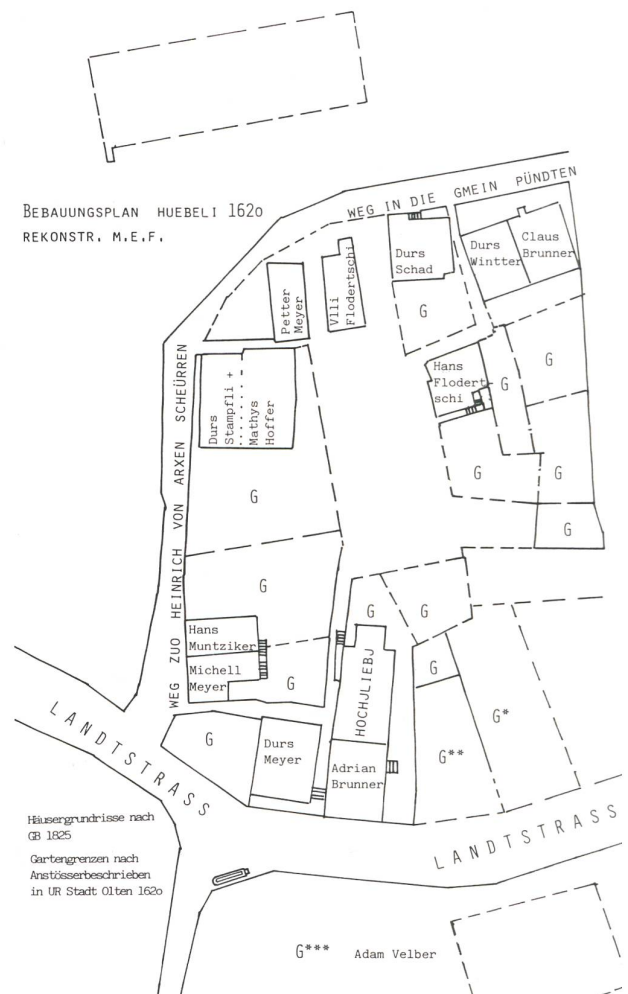 BEBAUUNGSPLAN HUEBELI 162o
REKONSTR. M.E.F.
WEG IN DIE GMEIN PÜNDTEN
Durs
Schad
Durs
Wintter
Claus
Brunner
Petter
Meyer
Vlli
Flodertschi
G
Hans
Flodert-
schi
G
G
Durs
Stampfli +
Mathys
Hoffer
WEG ZUO HEINRICH VON ARXEN SCHEÜRREN
G
G
G
G
G
Hans
Muntziker
Michell
Meyer
G
G
G
G
HOCHJLIEBJ
G*
G**
LANDTSTRASS
G
Durs
Meyer
Adrian
Brunner
LANDTSTRASS
Häusergrundrisse nach
GB 1825
Gartengrenzen nach
Anstösserbeschrieben
in UR Stadt Olten 162o
G*** Adam Velber